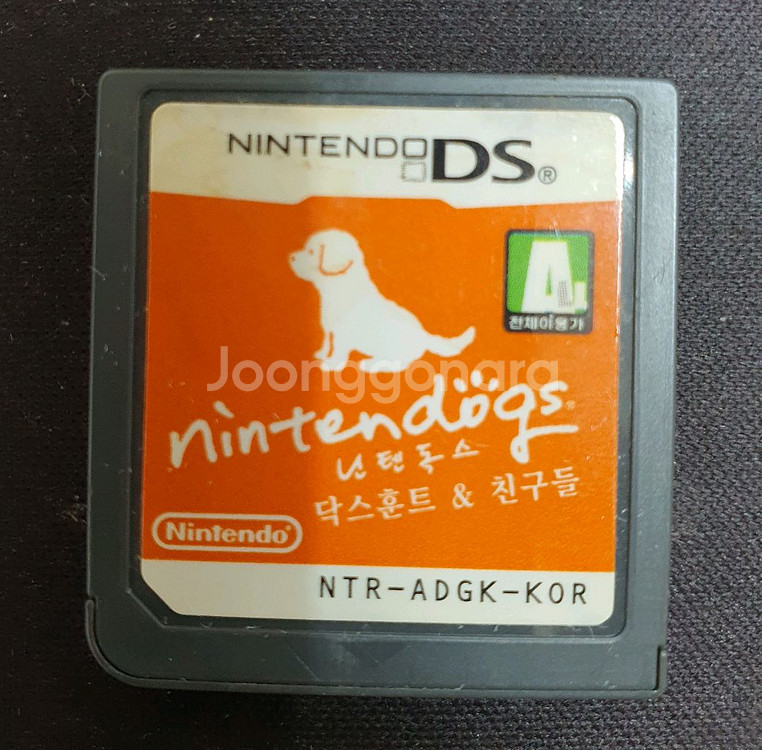 NINTENDO DS®
전체이용가
Joonggonara
nintendogs
닌텐독스
닥스훈트 & 친구들
Nintendo®
NTR-ADGK-KOR